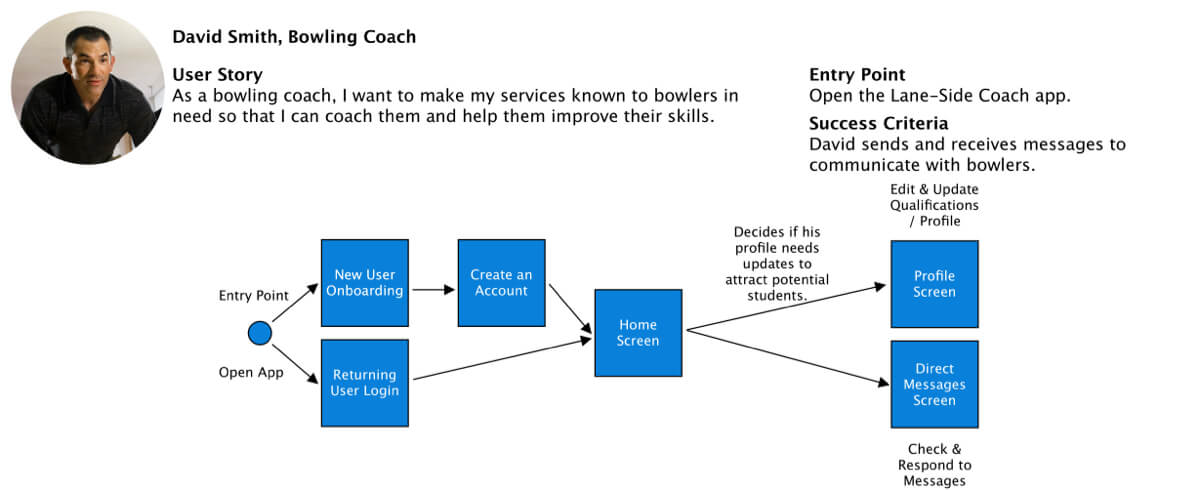 David Smith, Bowling Coach
User Story
As a bowling coach, I want to make my services known to bowlers in
need so that I can coach them and help them improve their skills.
Entry Point
Open the Lane-Side Coach app.
Success Criteria
David sends and receives messages to
communicate with bowlers.
Entry Point
Open App
New User
Onboarding
Create an
Account
Returning
User Login
Home
Screen
Decides if his
profile needs
updates to
attract potential
students.
Edit & Update
Qualifications
/ Profile
Profile
Screen
Direct
Messages
Screen
Check &
Respond to
Messages